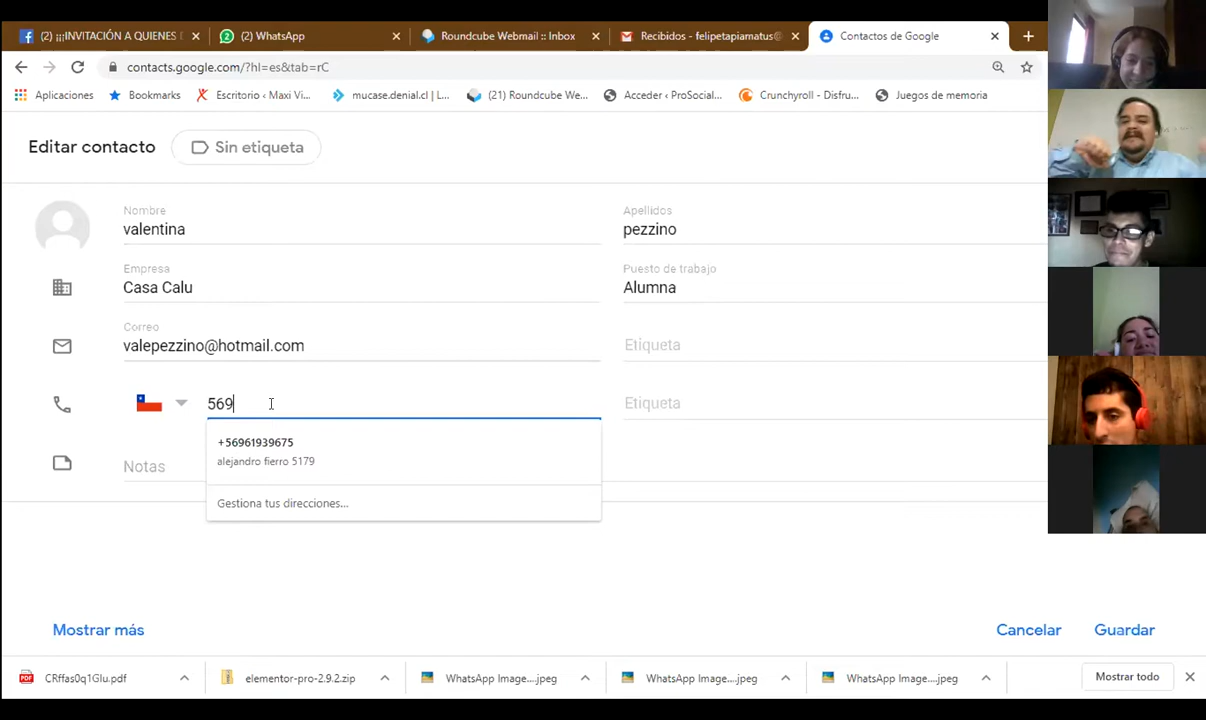 (2) ¡¡¡INVITACIÓN A QUIENES
(2) WhatsApp
Roundcube Webmail :: Inbox
Recibidos - felipetapiamatus@
Contactos de Google
contacts.google.com/?hl=es&tab=rC
Aplicaciones
Bookmarks
Escritorio ‹ Maxi Vi...
mucase.denial.cl | L...
(21) Roundcube We...
Acceder ‹ ProSocial...
Crunchyroll - Disfru...
Juegos de memoria
Editar contacto
Sin etiqueta
Nombre
valentina
Apellidos
pezzino
Empresa
Casa Calu
Puesto de trabajo
Alumna
Correo
valepezzino@hotmail.com
Etiqueta
569
Etiqueta
+56961939675
alejandro fierro 5179
Notas
Gestiona tus direcciones...
Mostrar más
Cancelar
Guardar
PDF
CRffas0q1Glu.pdf
elementor-pro-2.9.2.zip
WhatsApp Image....jpeg
WhatsApp Image....jpeg
WhatsApp Image....jpeg
Mostrar todo